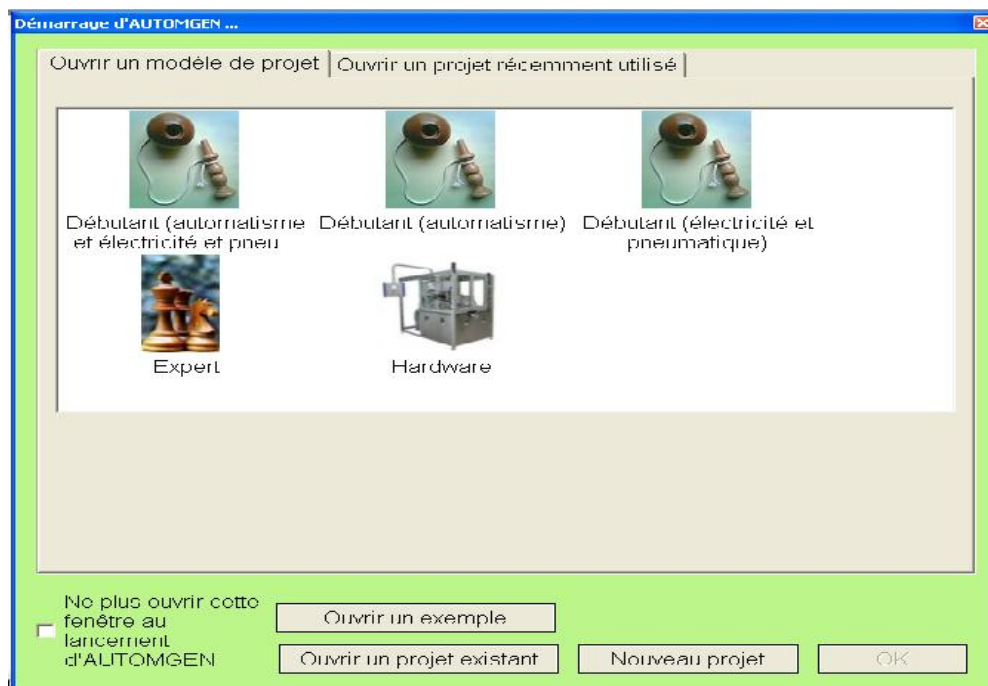 Démarrage d'AUTOMGEN ...
Ouvrir un modèle de projet
Ouvrir un projet récemment utilisé
Débutant (automatisme
et électricité et pneu
Débutant (automatisme)
Débutant (électricité et
pneumatique)
Expert
Hardware
Ne plus ouvrir cette
fenêtre au
lancement
d'AUTOMGEN
Ouvrir un exemple
Ouvrir un projet existant
Nouveau projet
OK